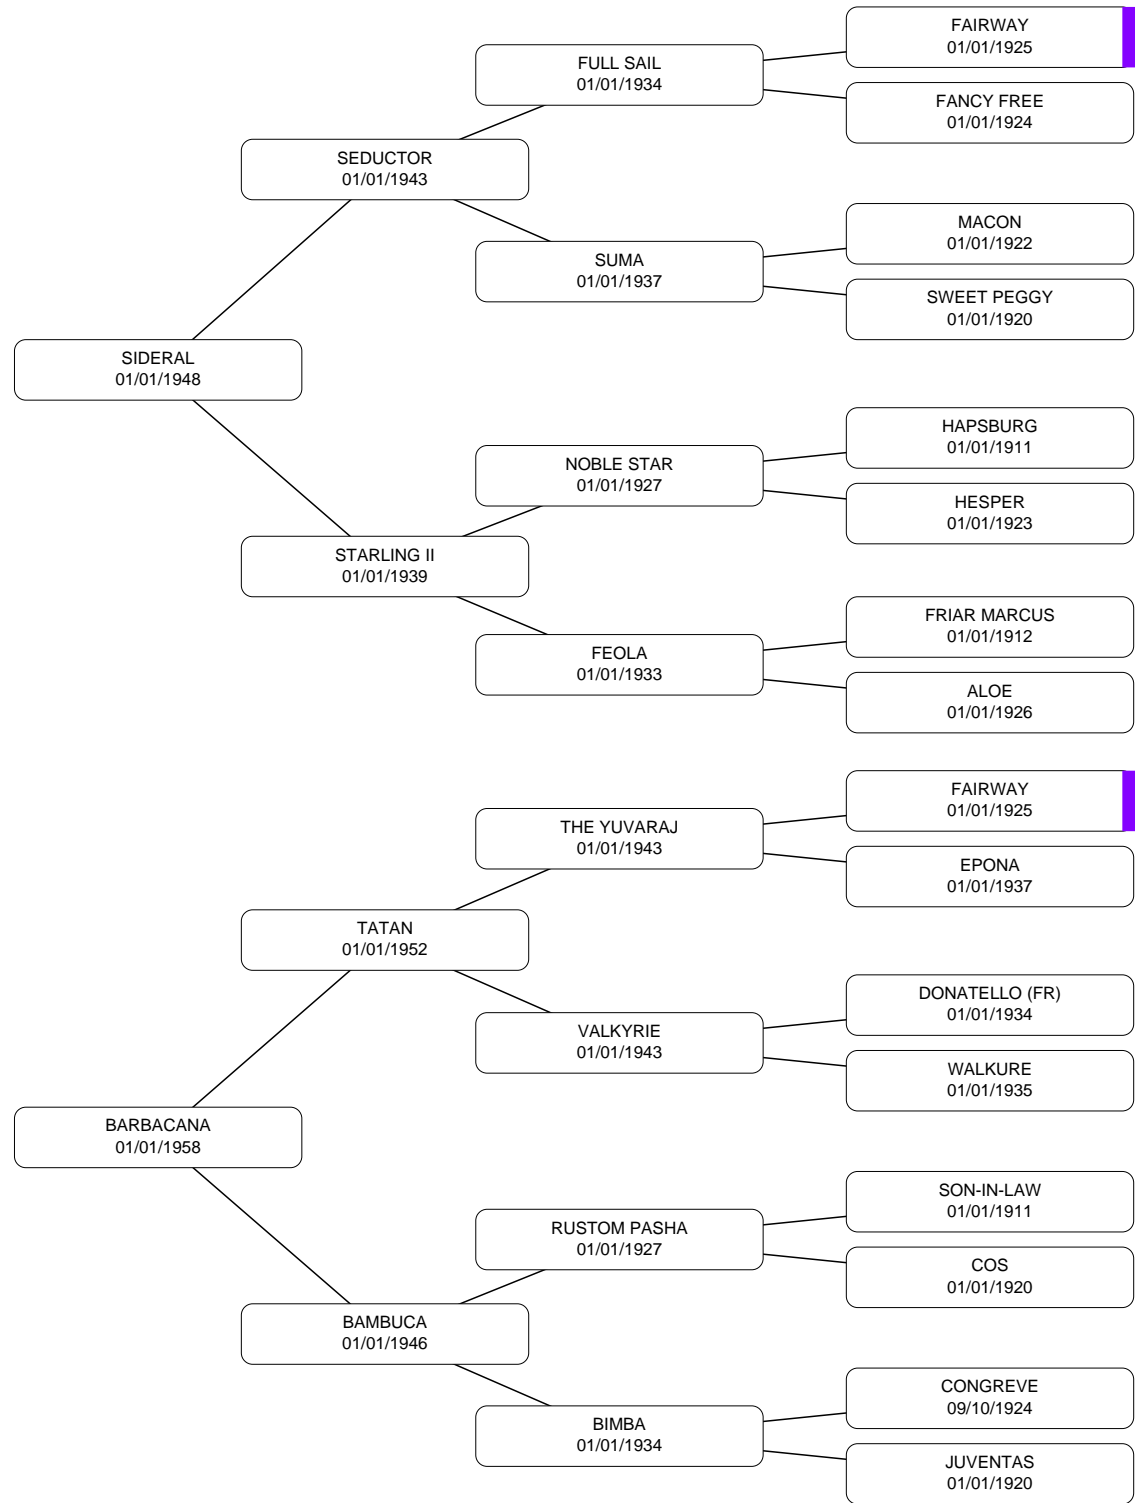 FAIRWAY
01/01/1925
FULL SAIL
01/01/1934
FANCY FREE
01/01/1924
SEDUCTOR
01/01/1943
MACON
01/01/1922
SUMA
01/01/1937
SWEET PEGGY
01/01/1920
SIDERAL
01/01/1948
HAPSBURG
01/01/1911
NOBLE STAR
01/01/1927
HESPER
01/01/1923
STARLING II
01/01/1939
FRIAR MARCUS
01/01/1912
FEOLA
01/01/1933
ALOE
01/01/1926
FAIRWAY
01/01/1925
THE YUVARAJ
01/01/1943
EPONA
01/01/1937
TATAN
01/01/1952
DONATELLO (FR)
01/01/1934
VALKYRIE
01/01/1943
WALKURE
01/01/1935
BARBACANA
01/01/1958
SON-IN-LAW
01/01/1911
RUSTOM PASHA
01/01/1927
COS
01/01/1920
BAMBUCA
01/01/1946
CONGREVE
09/10/1924
BIMBA
01/01/1934
JUVENTAS
01/01/1920